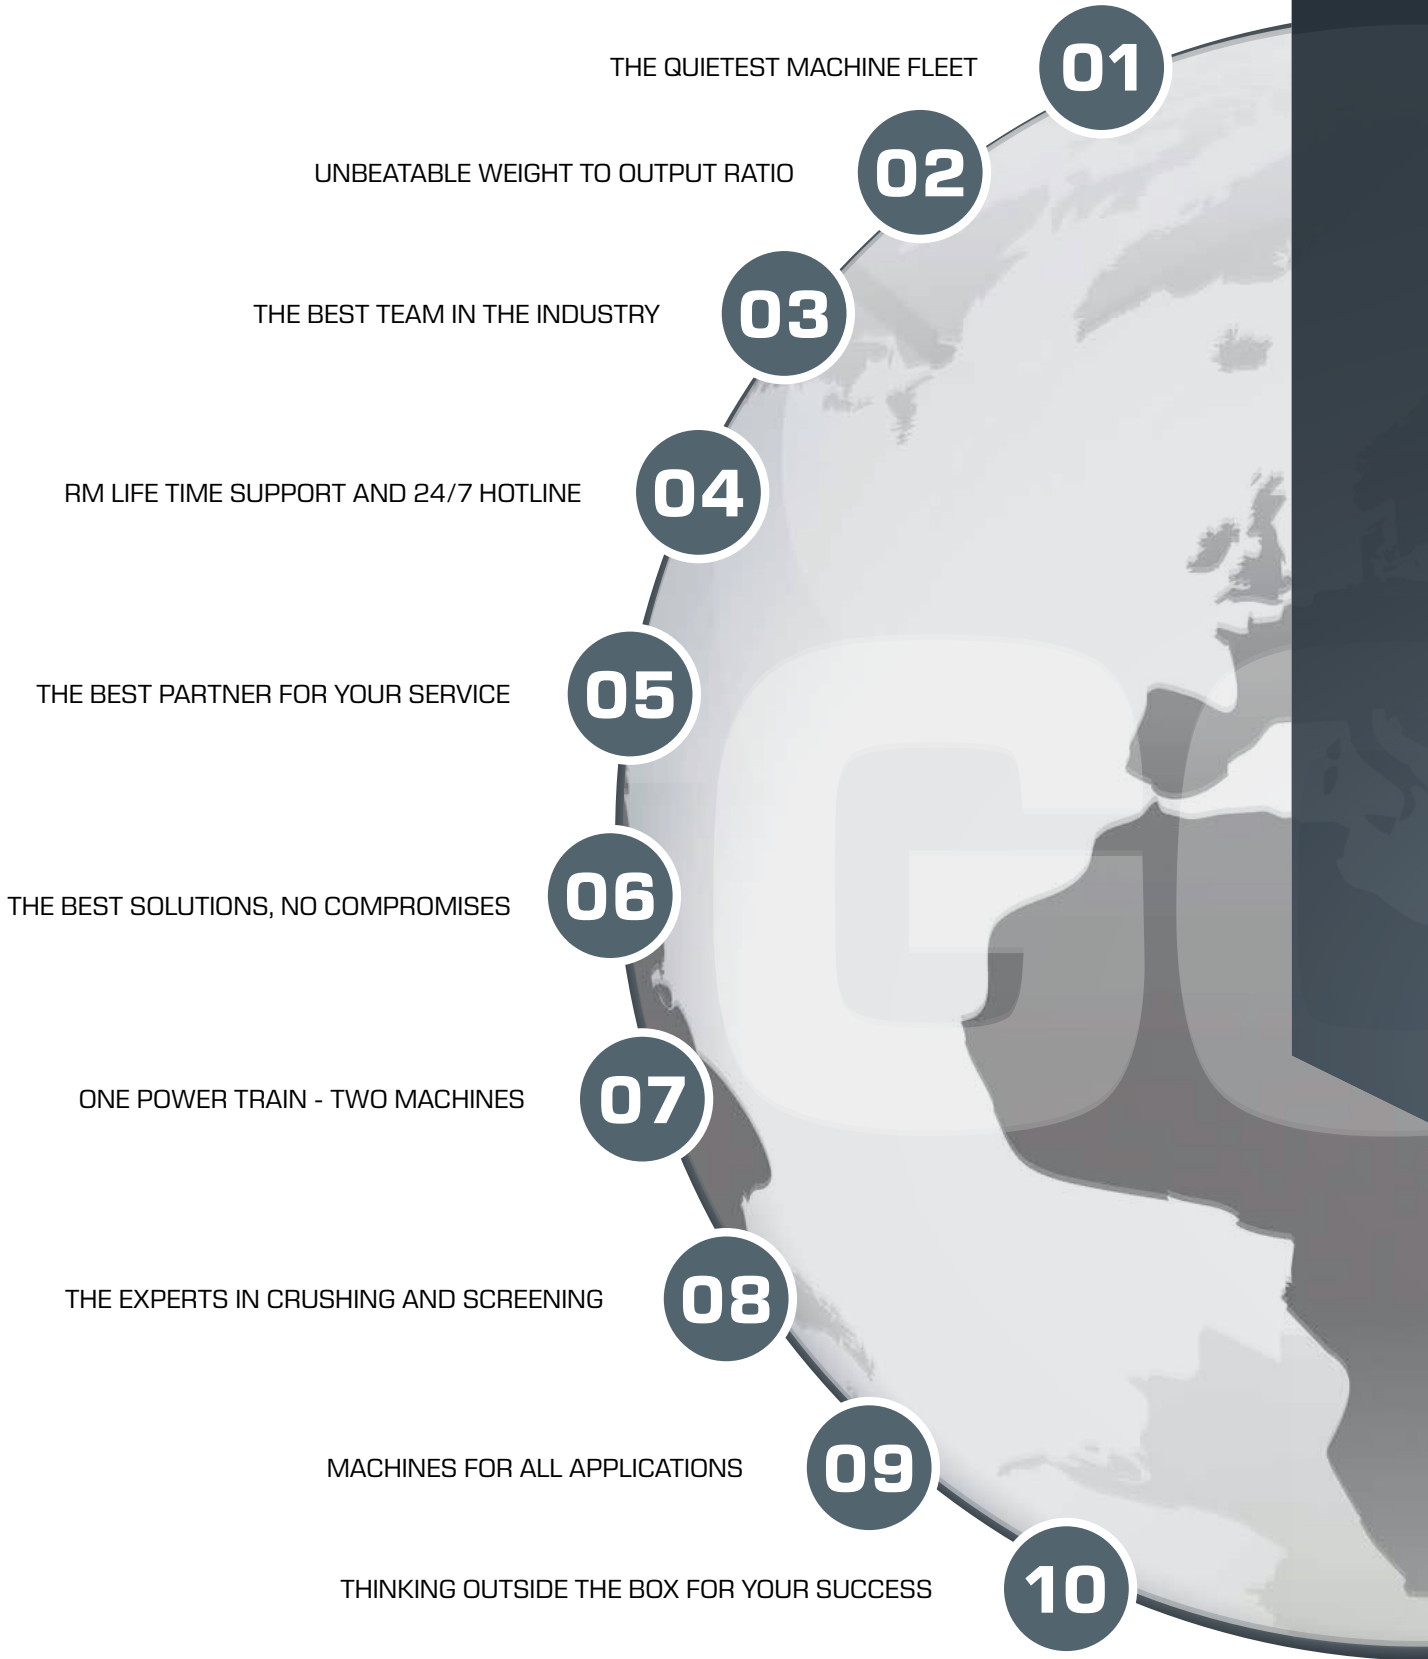 THE QUIETEST MACHINE FLEET 01
UNBEATABLE WEIGHT TO OUTPUT RATIO 02
THE BEST TEAM IN THE INDUSTRY 03
RM LIFE TIME SUPPORT AND 24/7 HOTLINE 04
THE BEST PARTNER FOR YOUR SERVICE 05
THE BEST SOLUTIONS, NO COMPROMISES 06
ONE POWER TRAIN - TWO MACHINES 07
THE EXPERTS IN CRUSHING AND SCREENING 08
MACHINES FOR ALL APPLICATIONS 09
THINKING OUTSIDE THE BOX FOR YOUR SUCCESS 10